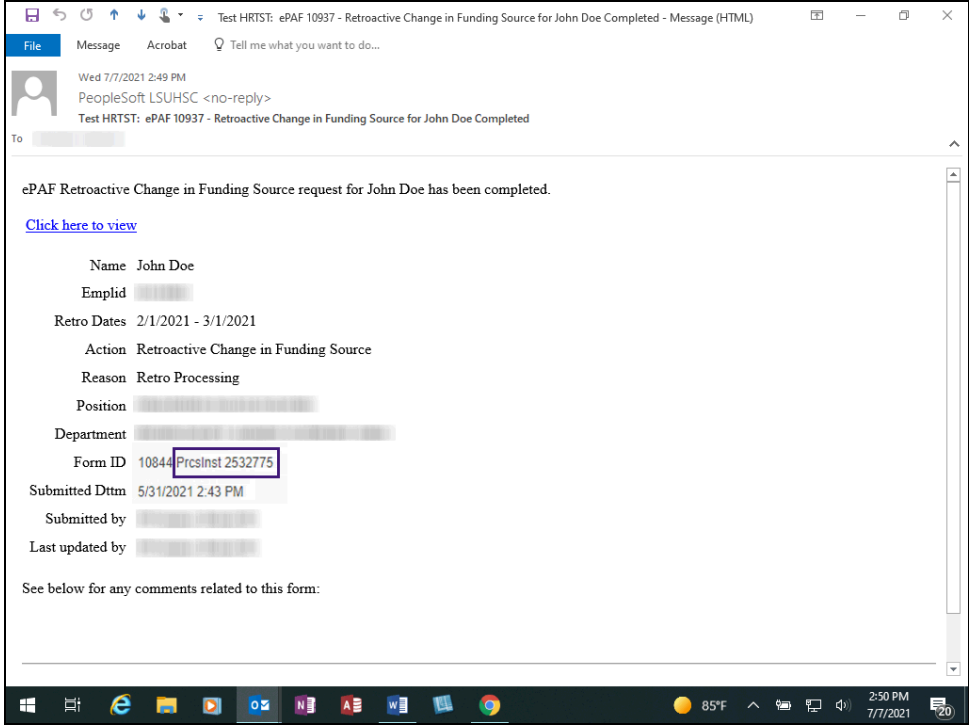 Test HRTST: ePAF 10937 - Retroactive Change in Funding Source for John Doe Completed - Message (HTML)
File Message Acrobat Tell me what you want to do...
Wed 7/7/2021 2:49 PM
PeopleSoft LSUHSC <no-reply>
Test HRTST: ePAF 10937 - Retroactive Change in Funding Source for John Doe Completed
To
ePAF Retroactive Change in Funding Source request for John Doe has been completed.
Click here to view
Name John Doe
Emplid
Retro Dates 2/1/2021 - 3/1/2021
Action Retroactive Change in Funding Source
Reason Retro Processing
Position
Department
Form ID 10844 PrcsInst 2532775
Submitted Dttm 5/31/2021 2:43 PM
Submitted by
Last updated by
See below for any comments related to this form:
85°F
2:50 PM
7/7/2021
20